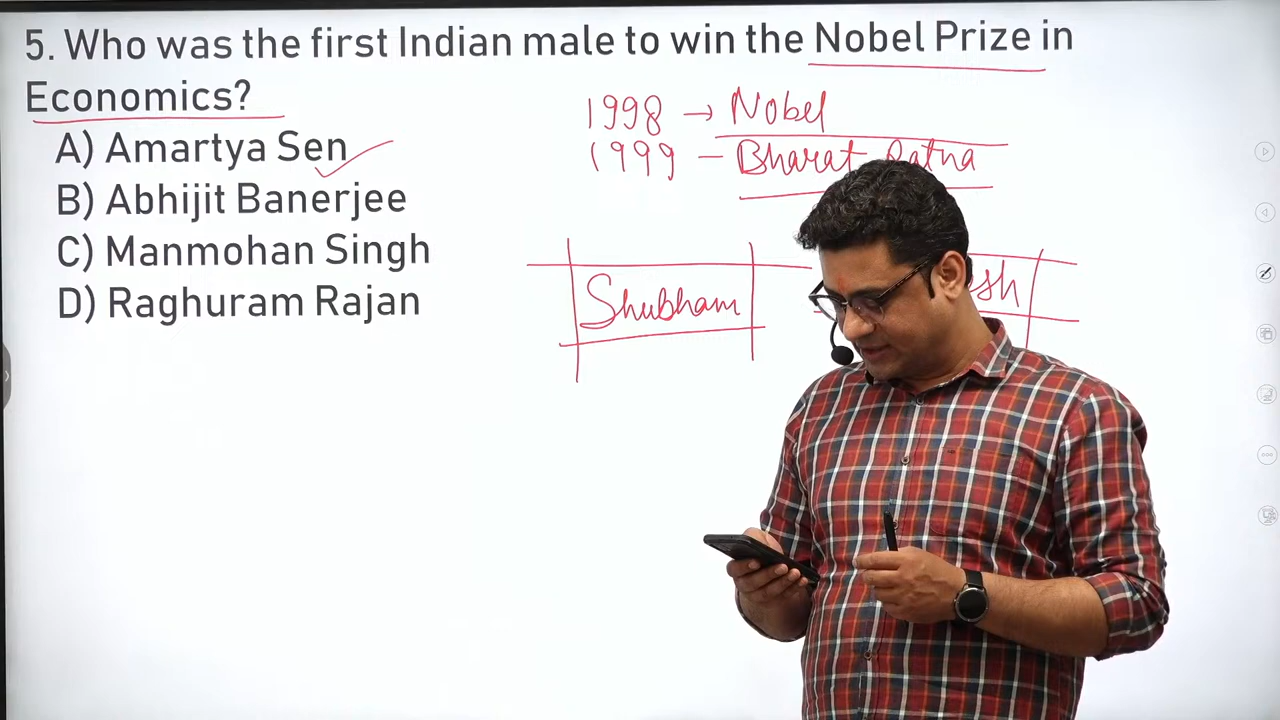 5. Who was the first Indian male to win the Nobel Prize in
Economics?
A) Amartya Sen
B) Abhijit Banerjee
C) Manmohan Singh
D) Raghuram Rajan
1998 → Nobel
1999 – Bharat Ratna
Shubham